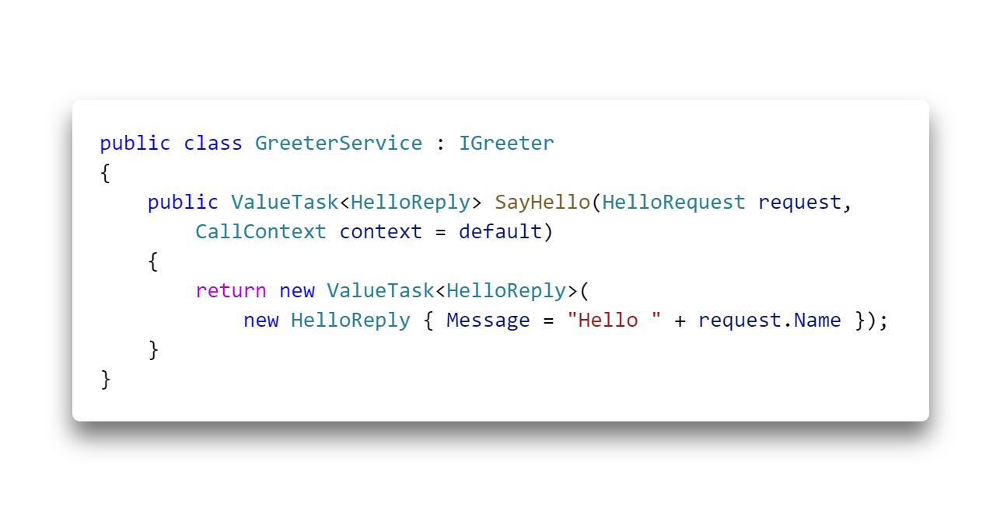 public class GreeterService : IGreeter
{
    public ValueTask<HelloReply> SayHello(HelloRequest request,
        CallContext context = default)
    {
        return new ValueTask<HelloReply>(
            new HelloReply { Message = "Hello " + request.Name });
    }
}